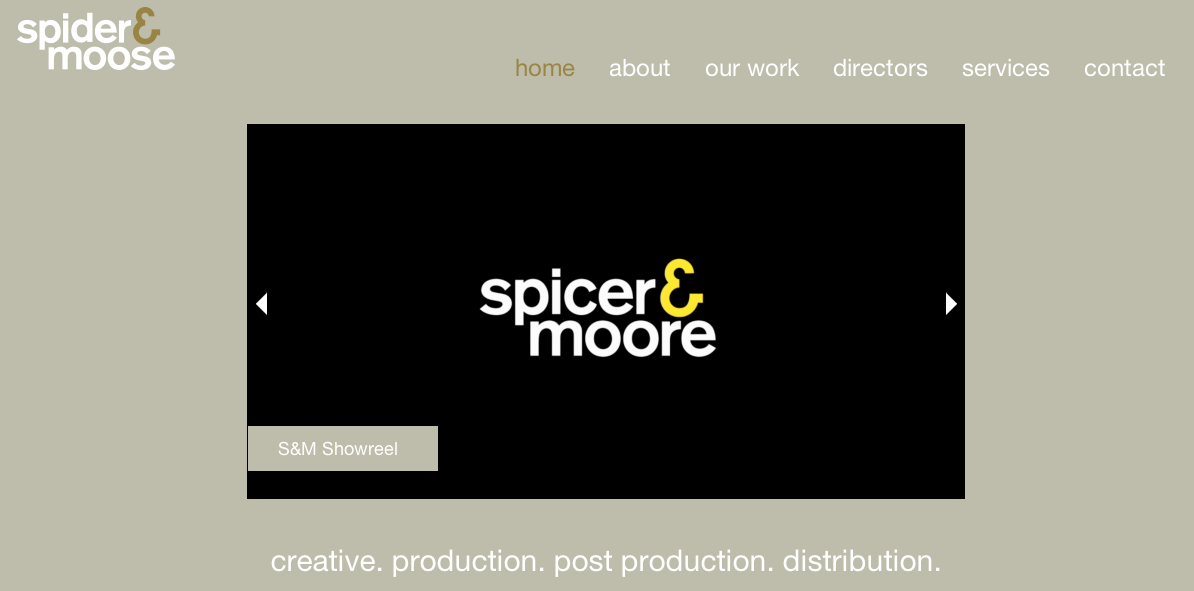 spider&
moose
home about our work directors services contact
spicer&
moore
S&M Showreel
creative. production. post production. distribution.